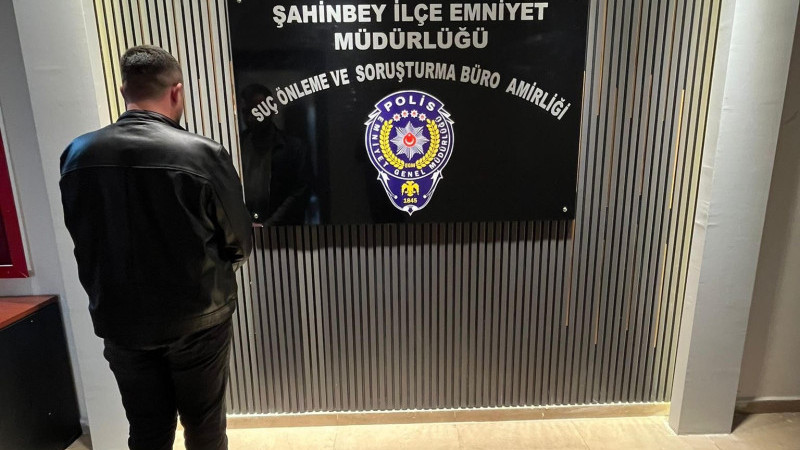 ŞAHİNBEY İLÇE EMNİYET
MÜDÜRLÜĞÜ
SUÇ ÖNLEME VE SORUŞTURMA BÜRO AMİRLİĞİ
POLİS
EMNİYET GENEL MÜDÜRLÜĞÜ
EGM
1845